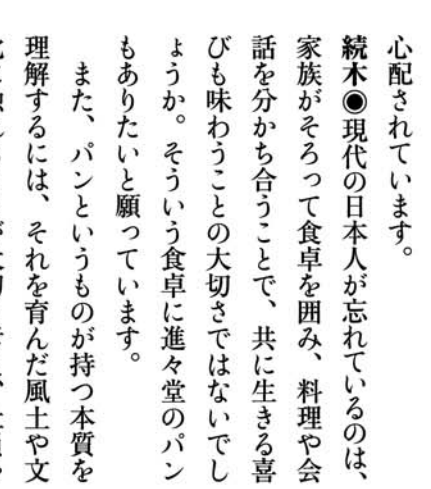 心配されています。
続木◉現代の日本人が忘れているのは、
家族がそろって食卓を囲み、料理や会
話を分かち合うことで、共に生きる喜
びも味わうことの大切さではないでし
ょうか。そういう食卓に進々堂のパン
もありたいと願っています。
また、パンというものが持つ本質を
理解するには、それを育んだ風土や文